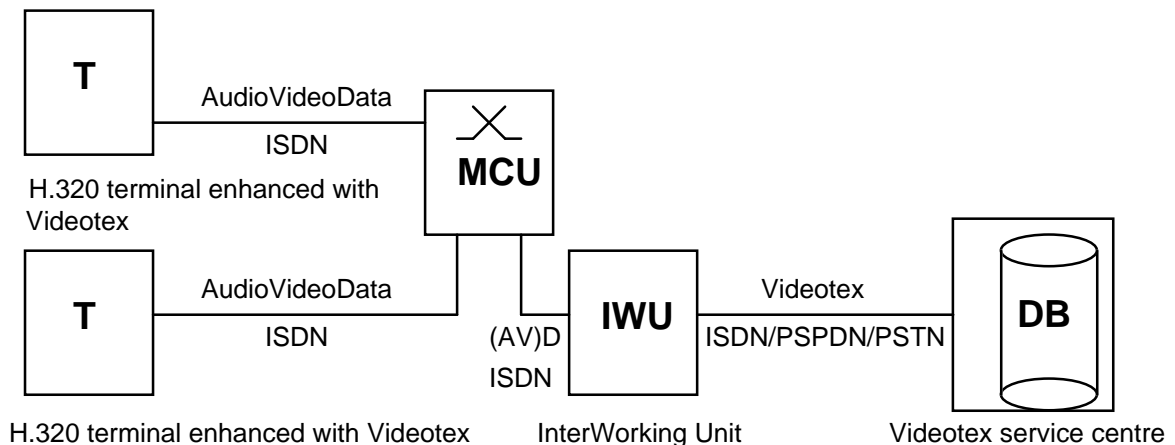 T
AudioVideoData
ISDN
MCU
H.320 terminal enhanced with
Videotex
T
AudioVideoData
ISDN
(AV)D
ISDN
IWU
Videotex
ISDN/PSPDN/PSTN
DB
H.320 terminal enhanced with Videotex
InterWorking Unit
Videotex service centre